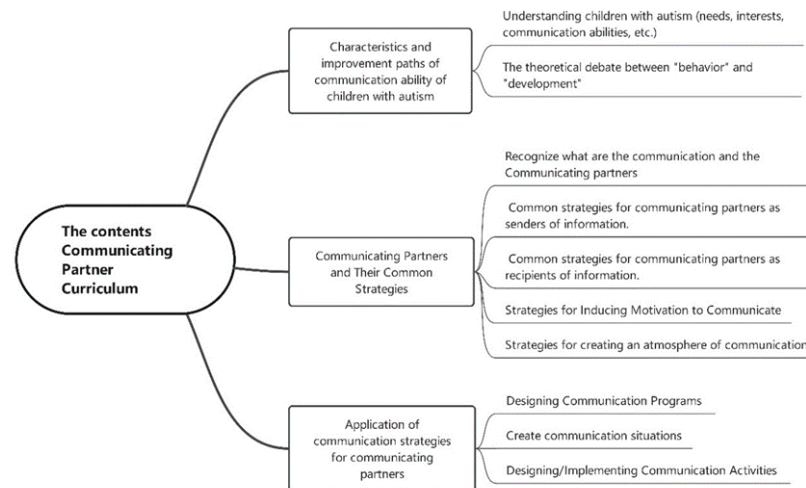 The contents
Communicating
Partner
Curriculum
Characteristics and
improvement paths of
communication ability of
children with autism
Understanding children with autism (needs, interests,
communication abilities, etc.)
The theoretical debate between "behavior" and
"development"
Communicating Partners
and Their Common
Strategies
Recognize what are the communication and the
Communicating partners
Common strategies for communicating partners as
senders of information.
Common strategies for communicating partners as
recipients of information.
Strategies for Inducing Motivation to Communicate
Strategies for creating an atmosphere of communication
Application of
communication strategies
for communicating
partners
Designing Communication Programs
Create communication situations
Designing/Implementing Communication Activities